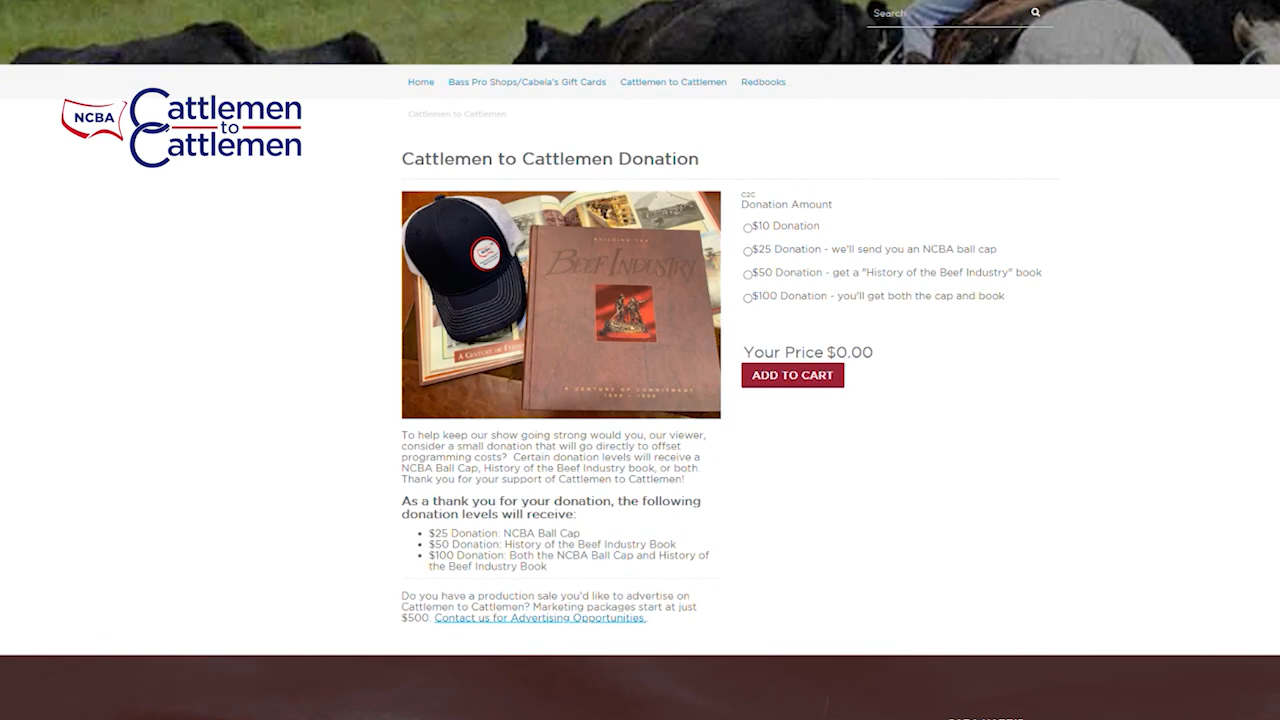 Search
Home Bass Pro Shops/Cabela's Gift Cards Cattlemen to Cattlemen Redbooks
NCBA
Cattlemen
to
Cattlemen
Cattlemen to Cattlemen
Cattlemen to Cattlemen Donation
BUILDING THE
BEEF INDUSTRY
A CENTURY OF COMMITMENT
1898 - 1998
C2C
Donation Amount
$10 Donation
$25 Donation - we'll send you an NCBA ball cap
$50 Donation - get a "History of the Beef Industry" book
$100 Donation - you'll get both the cap and book
Your Price $0.00
ADD TO CART
To help keep our show going strong would you, our viewer,
consider a small donation that will go directly to offset
programming costs? Certain donation levels will receive a
NCBA Ball Cap, History of the Beef Industry book, or both.
Thank you for your support of Cattlemen to Cattlemen!
As a thank you for your donation, the following
donation levels will receive:
• $25 Donation: NCBA Ball Cap
• $50 Donation: History of the Beef Industry Book
• $100 Donation: Both the NCBA Ball Cap and History of
the Beef Industry Book
Do you have a production sale you'd like to advertise on
Cattlemen to Cattlemen? Marketing packages start at just
$500. Contact us for Advertising Opportunities.